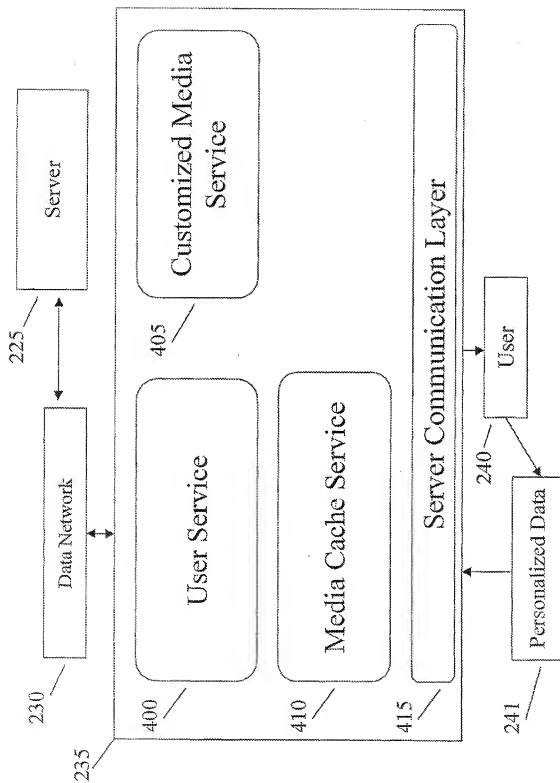 Server
225
Data Network
230
235
Customized Media
Service
405
User Service
400
Media Cache Service
410
Server Communication Layer
415
User
240
Personalized Data
241